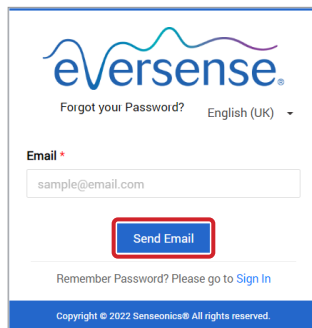 eversense®
Forgot your Password?
English (UK)
Email *
sample@email.com
Send Email
Remember Password? Please go to Sign In
Copyright © 2022 Senseonics® All rights reserved.